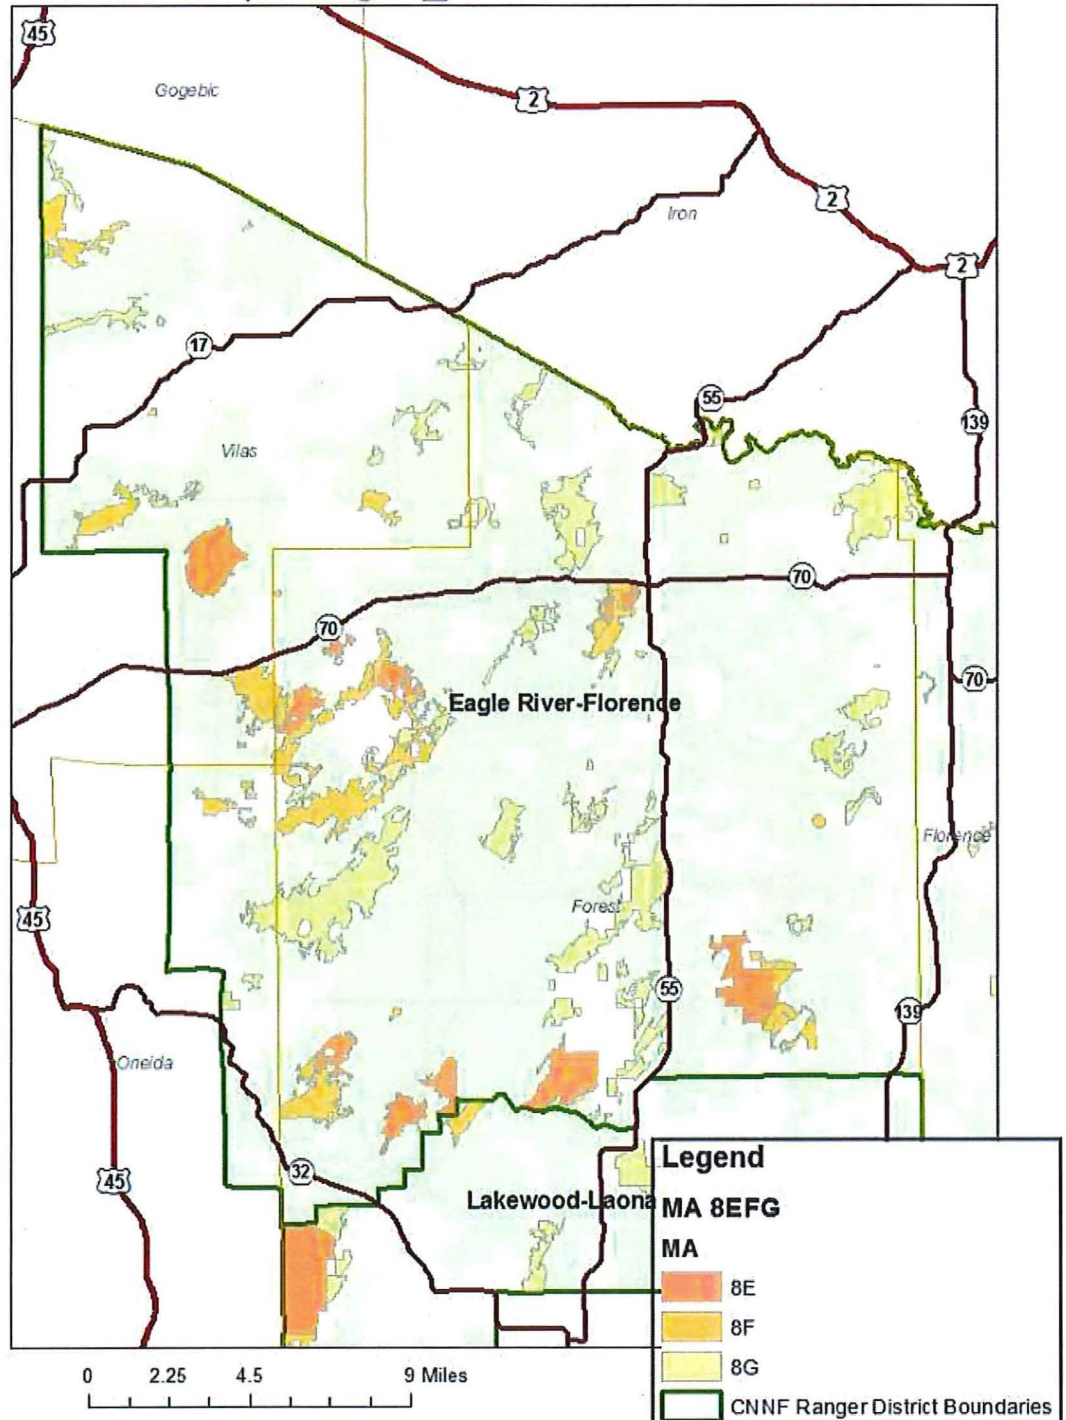 45
Gogebic
2
2
Iron
2
17
55
139
Vilas
70
70
Eagle River-Florence
70
Florence
45
Forest
55
139
Oneida
32
45
Lakewood-Laona
Legend
MA 8EFG
MA
8E
8F
8G
CNNF Ranger District Boundaries
0 2.25 4.5 9 Miles